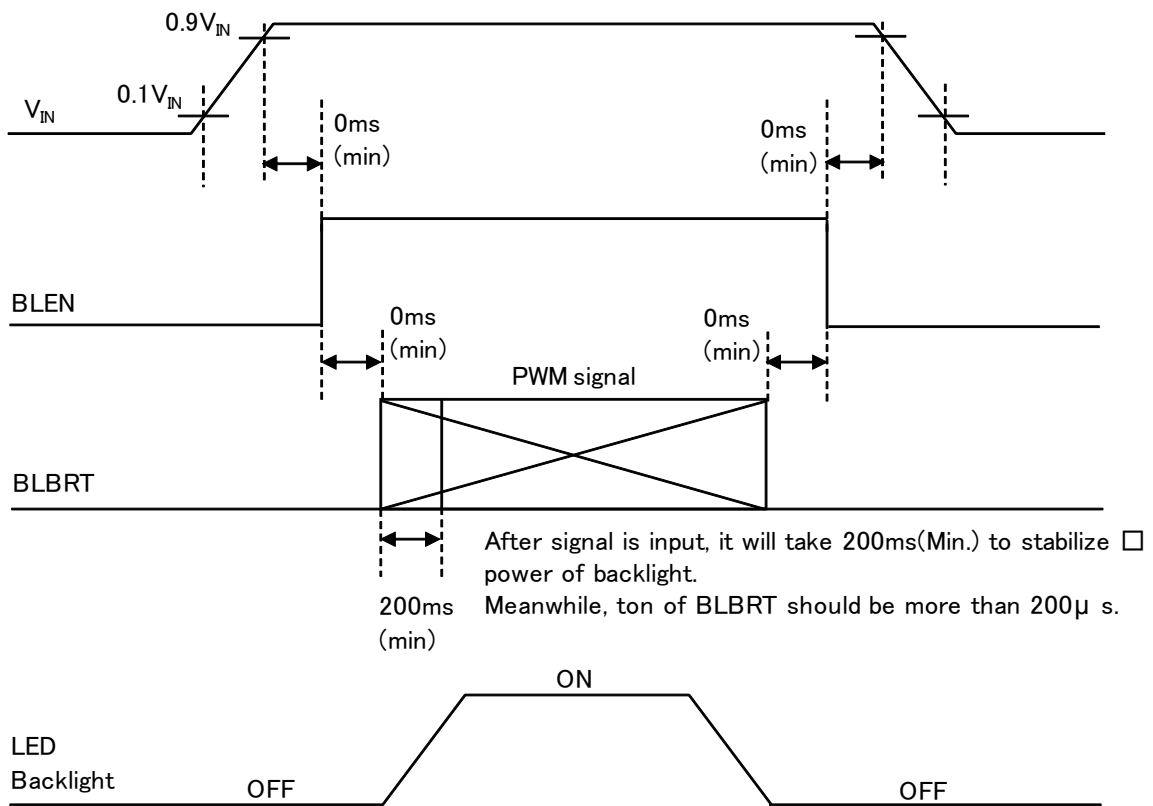 0.9VIN
0.1VIN
VIN
0ms
(min)
0ms
(min)
BLEN
0ms
(min)
0ms
(min)
PWM signal
BLBRT
After signal is input, it will take 200ms(Min.) to stabilize □
power of backlight.
Meanwhile, ton of BLBRT should be more than 200μ s.
200ms
(min)
ON
LED
Backlight
OFF
OFF